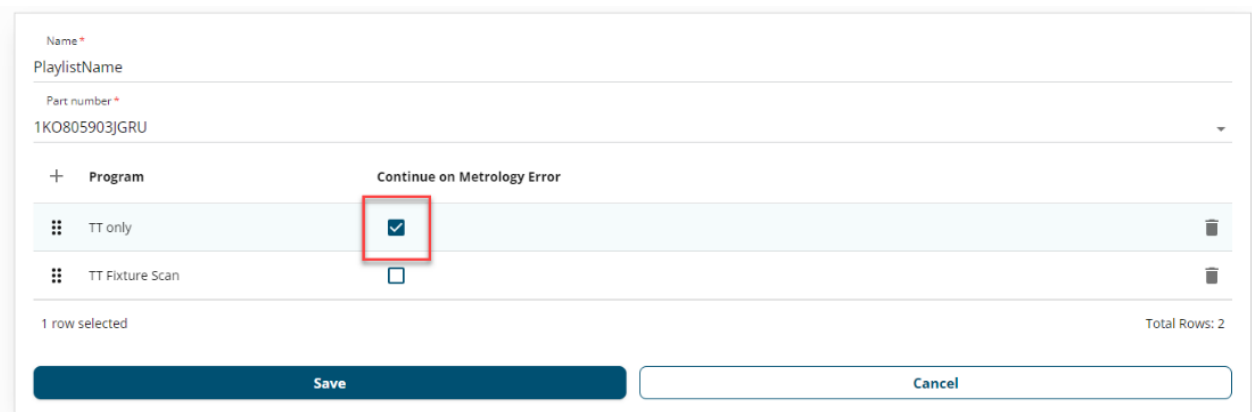 Name *
PlaylistName
Part number *
1KO805903JGRU
+ Program Continue on Metrology Error
TT only
TT Fixture Scan
1 row selected Total Rows: 2
Save Cancel